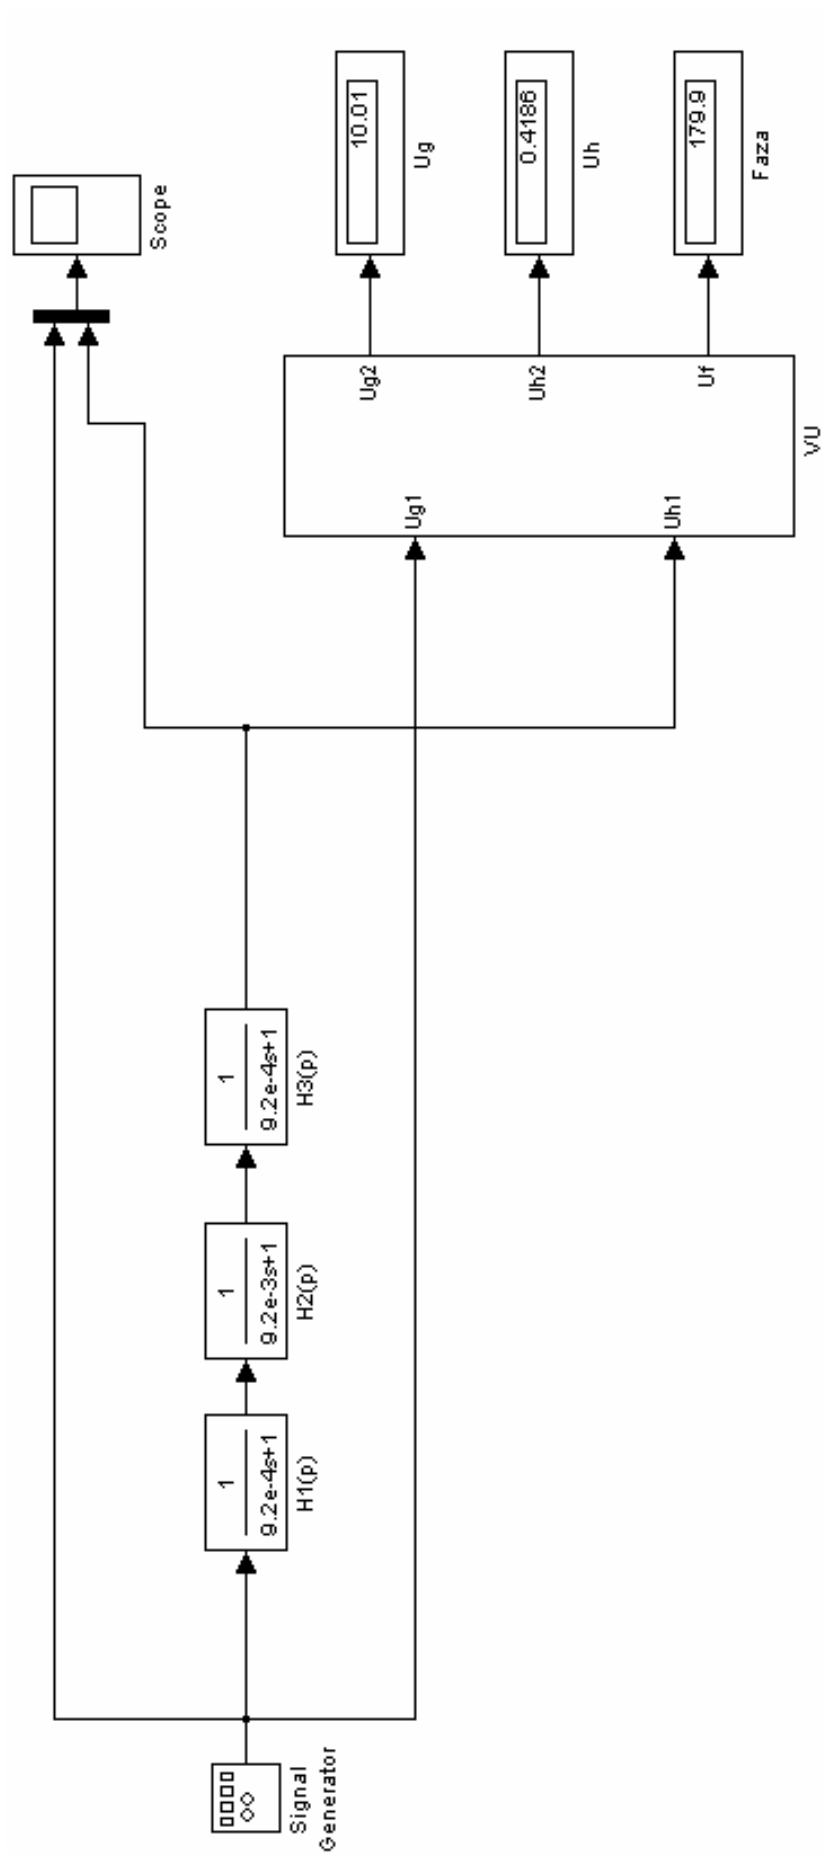 Signal
Generator
1
9.2e-4s+1
H1(p)
1
9.2e-3s+1
H2(p)
1
9.2e-4s+1
H3(p)
Scope
Ug1
Uh1
Ug2
Uh2
Uf
VU
10.01
Ug
0.4186
Uh
179.9
Faza